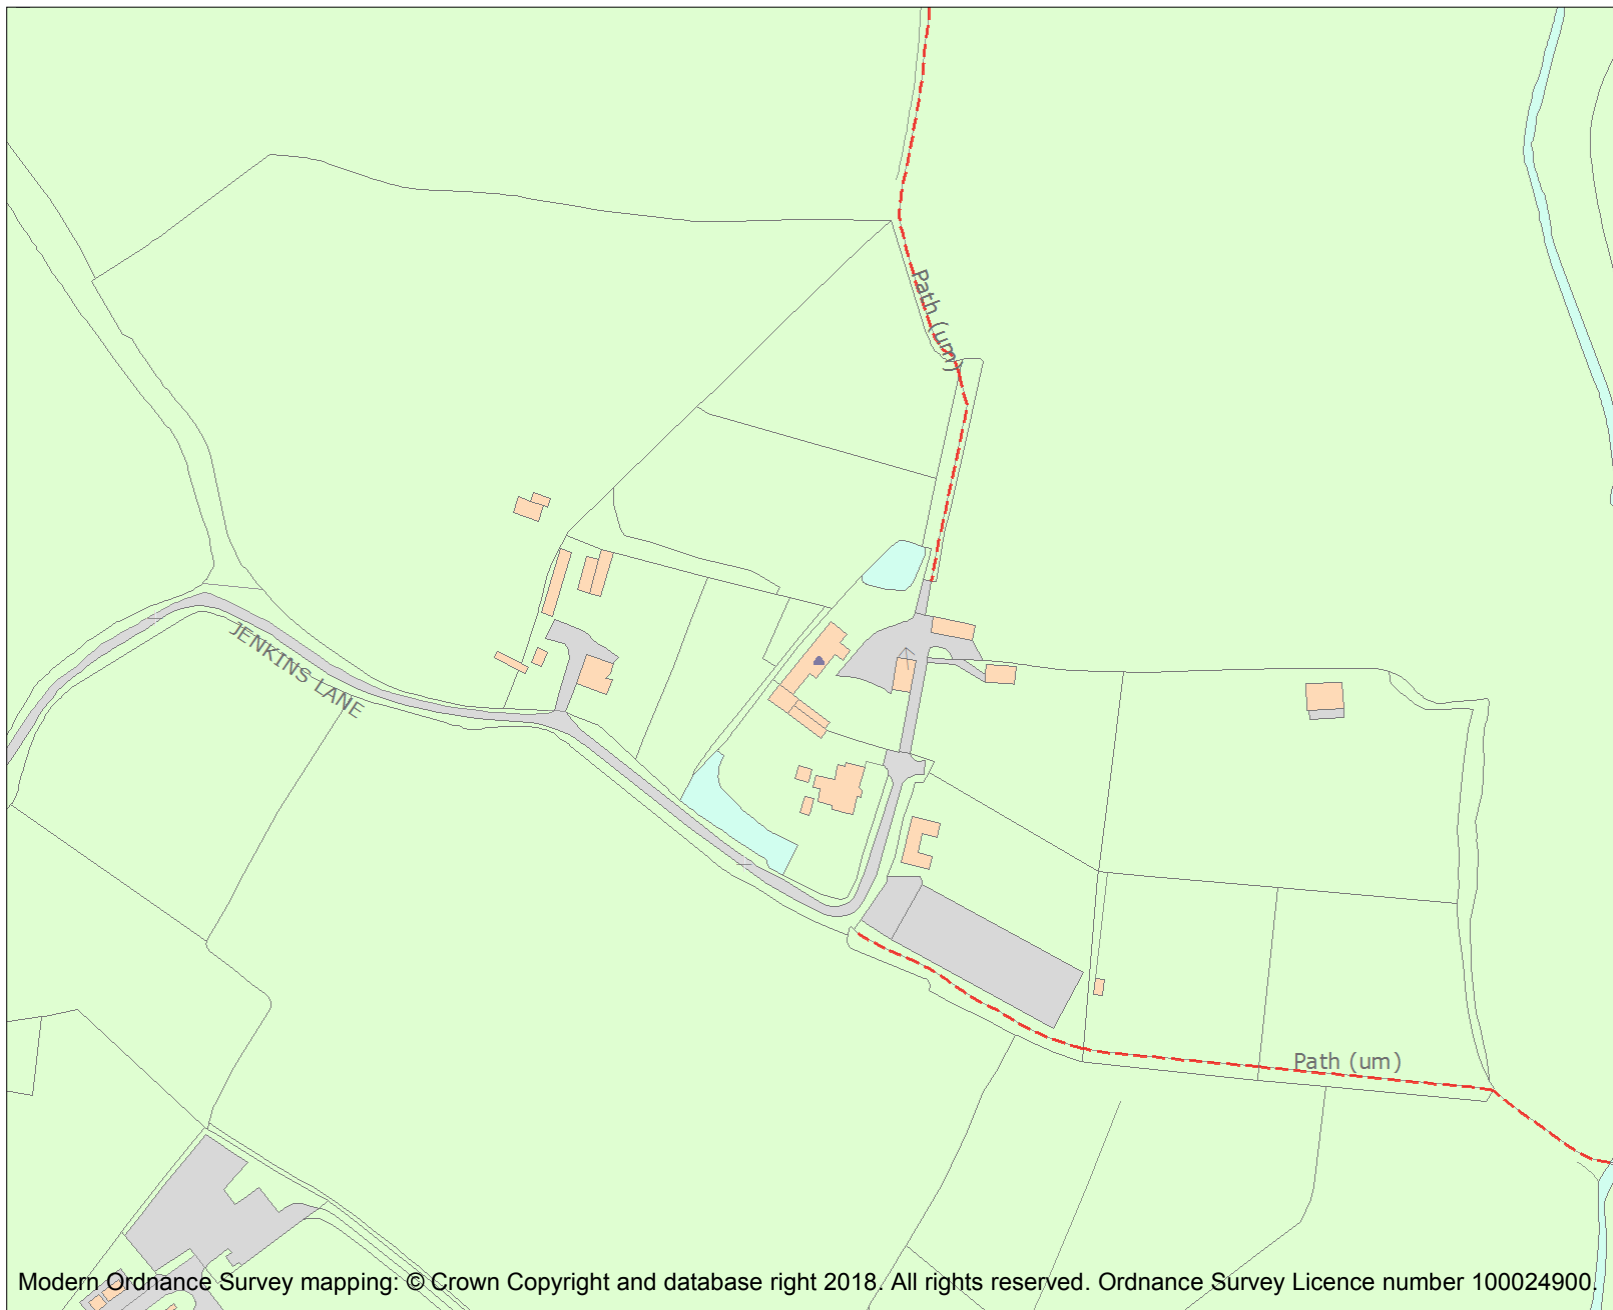 Path (um)
JENKINS LANE
Path (um)
Modern Ordnance Survey mapping: © Crown Copyright and database right 2018. All rights reserved. Ordnance Survey Licence number 100024900.